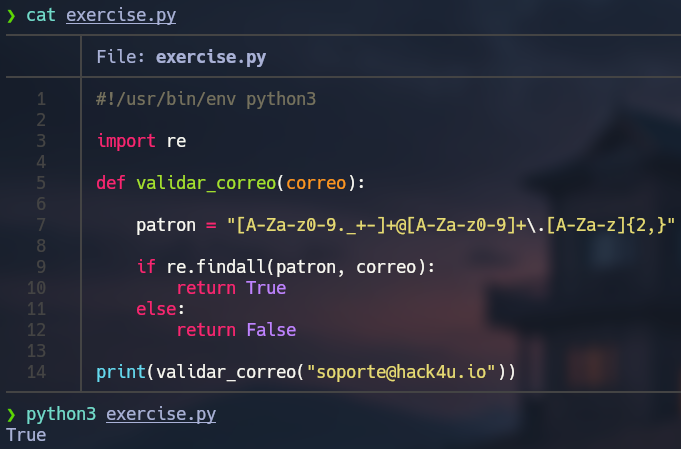 ❯ cat exercise.py
File: exercise.py
1 #!/usr/bin/env python3
2
3 import re
4
5 def validar_correo(correo):
6
7     patron = "[A-Za-z0-9._+-]+@[A-Za-z0-9]+\.[A-Za-z]{2,}"
8
9     if re.findall(patron, correo):
10         return True
11     else:
12         return False
13
14 print(validar_correo("soporte@hack4u.io"))
❯ python3 exercise.py
True